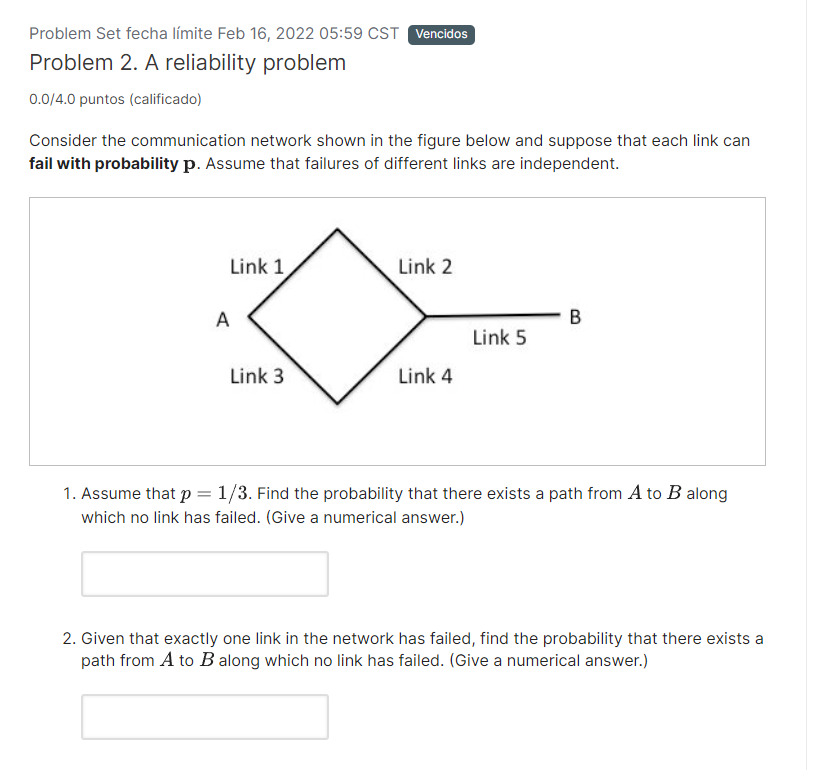 Problem Set fecha límite Feb 16, 2022 05:59 CST Vencidos
Problem 2. A reliability problem
0.0/4.0 puntos (calificado)
Consider the communication network shown in the figure below and suppose that each link can
fail with probability p. Assume that failures of different links are independent.
Link 1 Link 2
A B
Link 5
Link 3 Link 4
1. Assume that p = 1/3. Find the probability that there exists a path from A to B along
which no link has failed. (Give a numerical answer.)
2. Given that exactly one link in the network has failed, find the probability that there exists a
path from A to B along which no link has failed. (Give a numerical answer.)